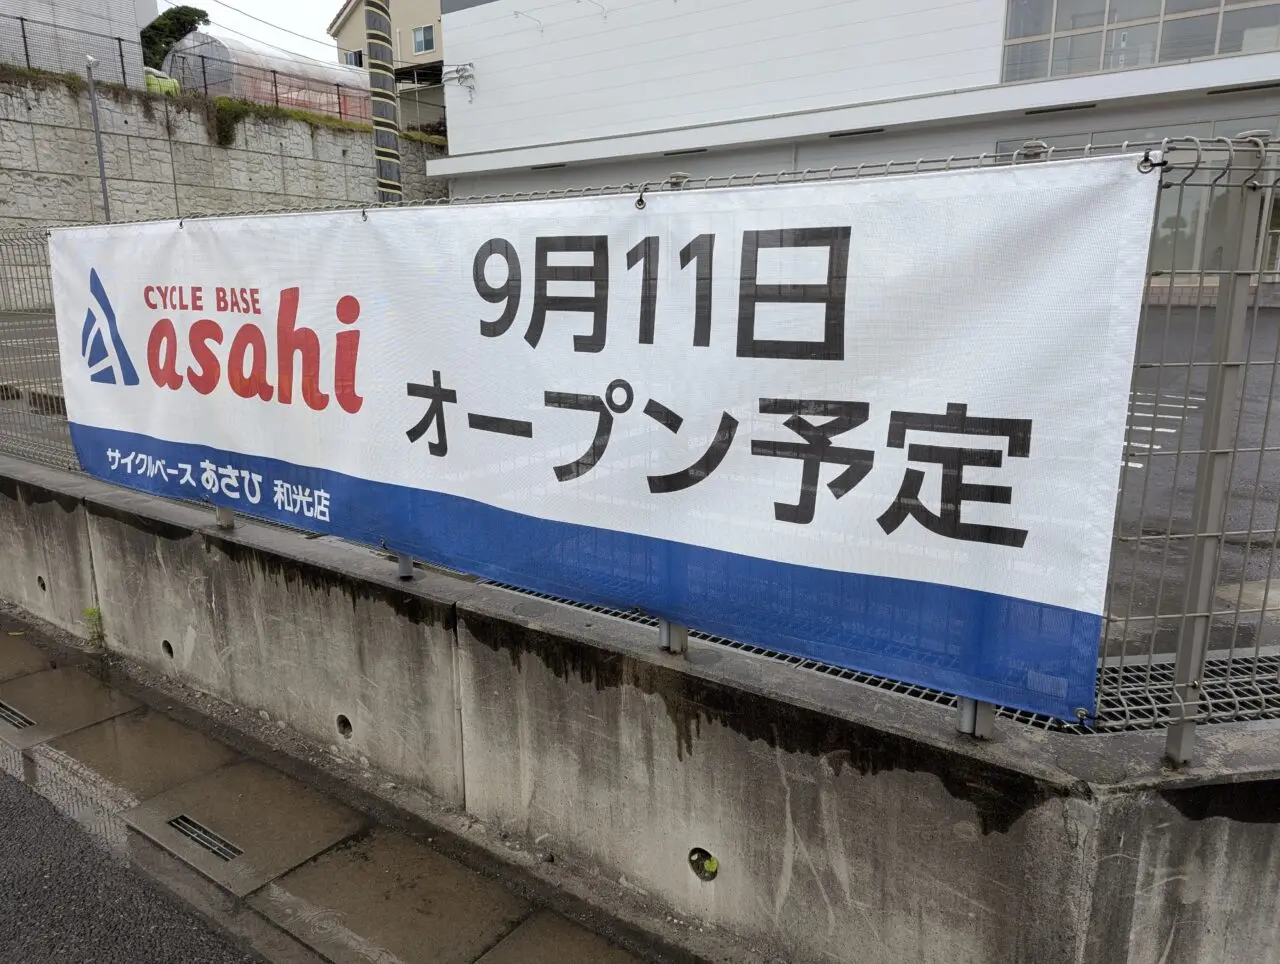 CYCLE BASE
asahi
サイクルベース あさひ 和光店
9月11日
オープン予定